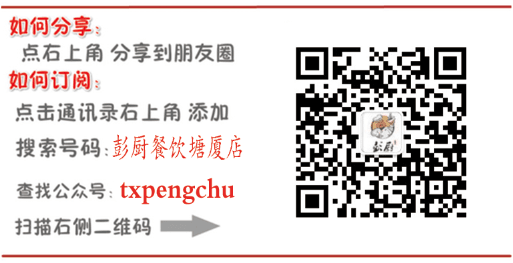 如何分享:
点右上角 分享到朋友圈
如何订阅:
点击通讯录右上角 添加
搜索号码:彭厨餐饮塘厦店
查找公众号: txpengchu
扫描右侧二维码
彭厨